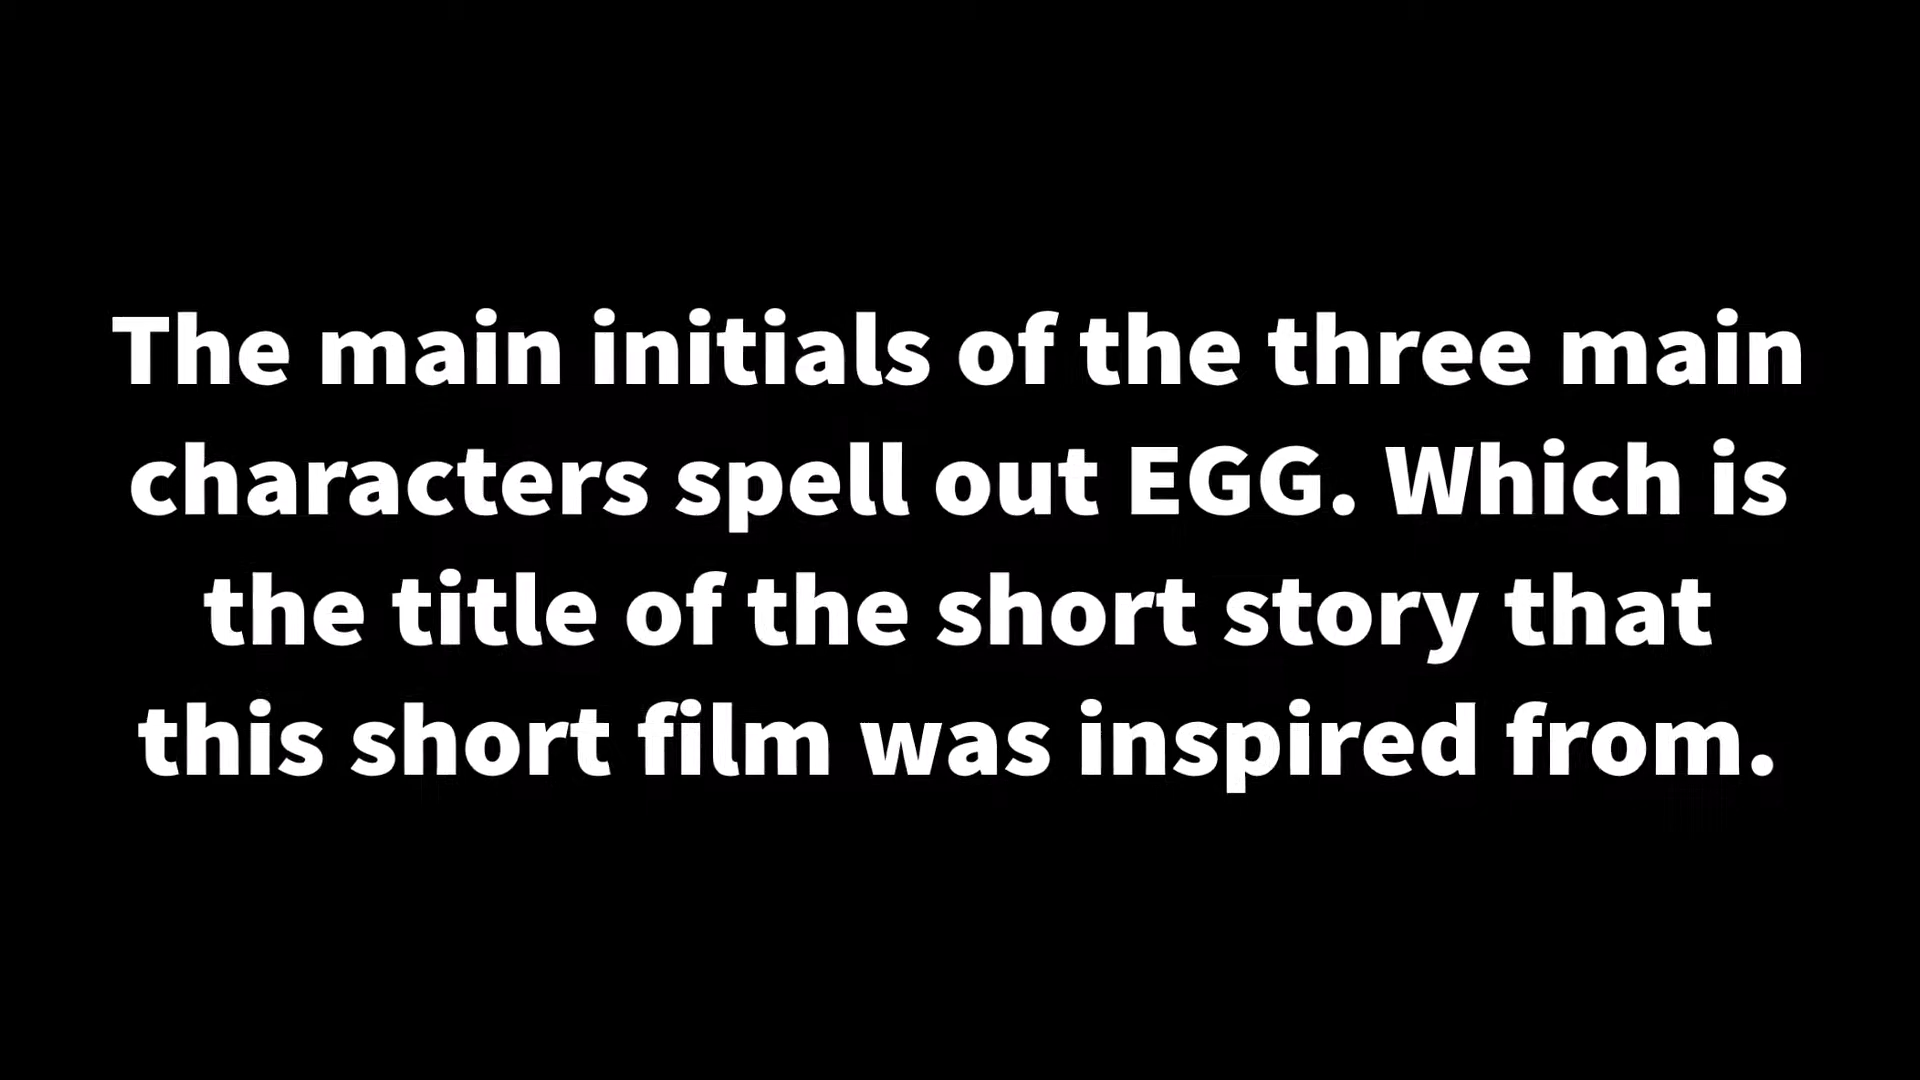 The main initials of the three main
characters spell out EGG. Which is
the title of the short story that
this short film was inspired from.